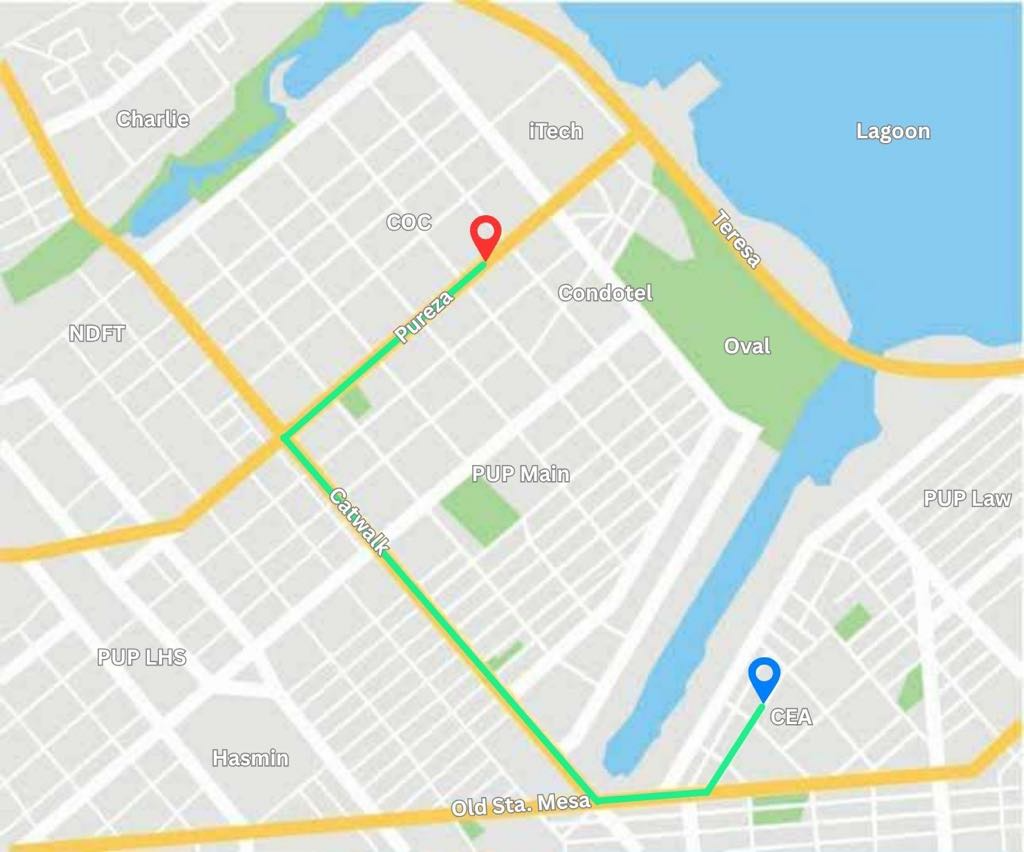 Charlie
iTech
Lagoon
COC
Teresa
Condotel
Pureza
NDFT
Oval
PUP Main
PUP Law
Catwalk
PUP LHS
CEA
Hasmin
Old Sta. Mesa